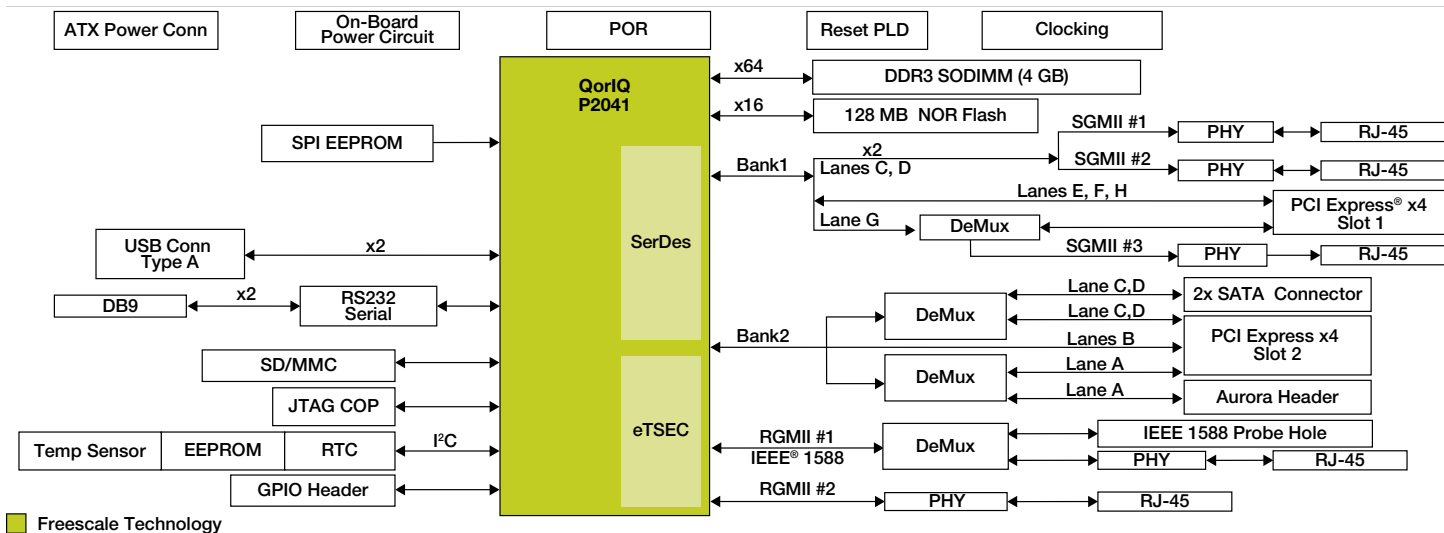 ATX Power Conn
On-Board
Power Circuit
POR
Reset PLD
Clocking
QorIQ
P2041
x64
DDR3 SODIMM (4 GB)
x16
128 MB NOR Flash
SPI EEPROM
SerDes
Bank1
x2
Lanes C, D
SGMII #1
PHY
RJ-45
SGMII #2
PHY
RJ-45
Lanes E, F, H
PCI Express® x4
Slot 1
Lane G
DeMux
SGMII #3
PHY
RJ-45
USB Conn
Type A
x2
DB9
x2
RS232
Serial
Bank2
DeMux
Lane C,D
2x SATA Connector
Lane C,D
Lanes B
PCI Express x4
Slot 2
DeMux
Lane A
Lane A
Aurora Header
SD/MMC
JTAG COP
Temp Sensor
EEPROM
RTC
I²C
GPIO Header
eTSEC
RGMII #1
IEEE® 1588
DeMux
IEEE 1588 Probe Hole
PHY
RJ-45
RGMII #2
PHY
RJ-45
Freescale Technology